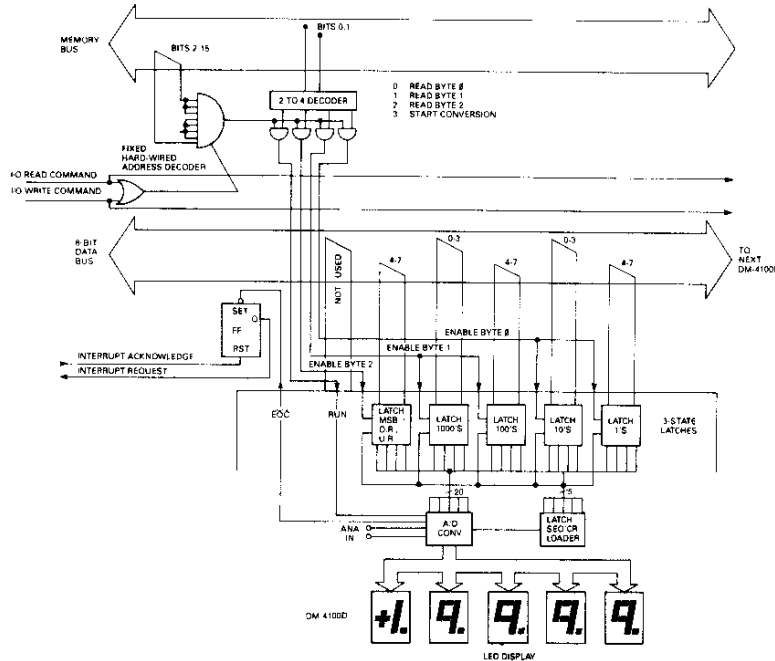 MEMORY
BUS
BITS 2-15
BITS 0,1
2 TO 4 DECODER
0 READ BYTE Ø
1 READ BYTE 1
2 READ BYTE 2
3 START CONVERSION
FIXED
HARD-WIRED
ADDRESS DECODER
I/O READ COMMAND
I/O WRITE COMMAND
8-BIT
DATA
BUS
NOT USED
4-7
0-3
4-7
0-3
4-7
TO
NEXT
DM-4100D
SET
Q
FF
RST
INTERRUPT ACKNOWLEDGE
INTERRUPT REQUEST
ENABLE BYTE Ø
ENABLE BYTE 1
ENABLE BYTE 2
EOC
RUN
LATCH
MSB
O.R.,
U.R
LATCH
1000'S
LATCH
100'S
LATCH
10'S
LATCH
1'S
3-STATE
LATCHES
20
5
ANA
IN
A/D
CONV
LATCH
SEQ'CR
LOADER
DM-4100D
+1. 9. 9. 9. 9.
LED DISPLAY